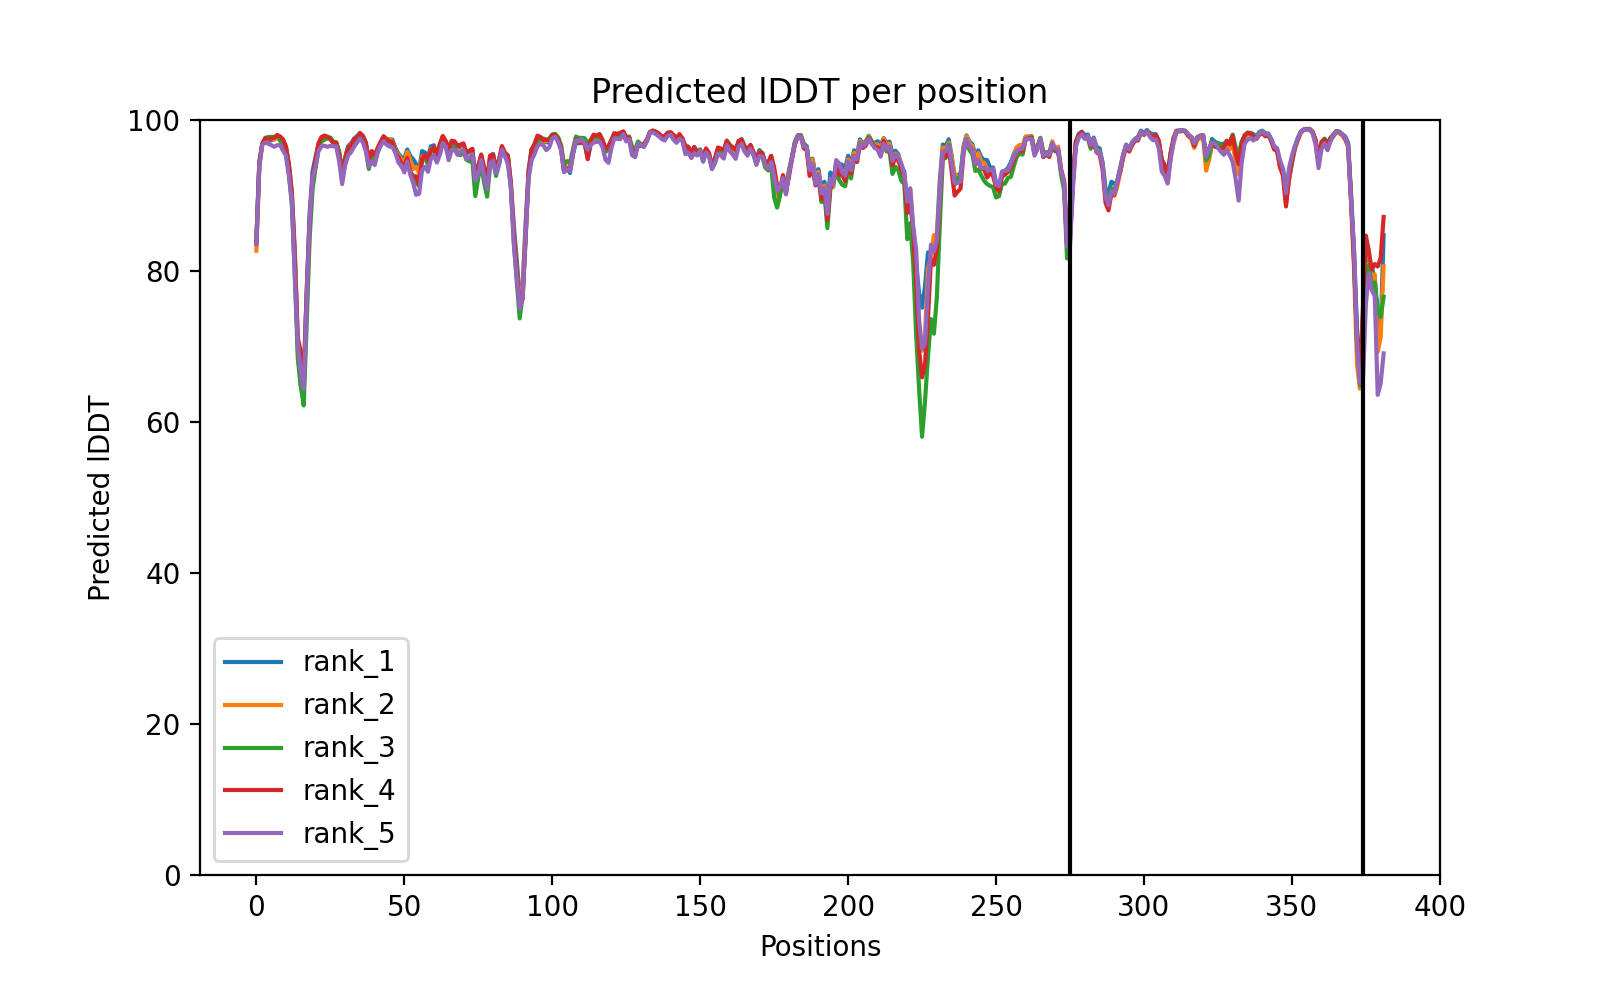 Predicted lDDT per position
100
80
60
40
20
0
Predicted lDDT
rank_1
rank_2
rank_3
rank_4
rank_5
0 50 100 150 200 250 300 350 400
Positions